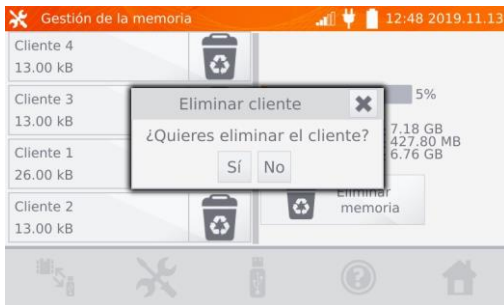 Gestión de la memoria
12:48 2019.11.13
Cliente 4
13.00 kB
Cliente 3
13.00 kB
Cliente 1
26.00 kB
Cliente 2
13.00 kB
Eliminar cliente
¿Quieres eliminar el cliente?
Sí No
5%
7.18 GB
427.80 MB
6.76 GB
Eliminar
memoria